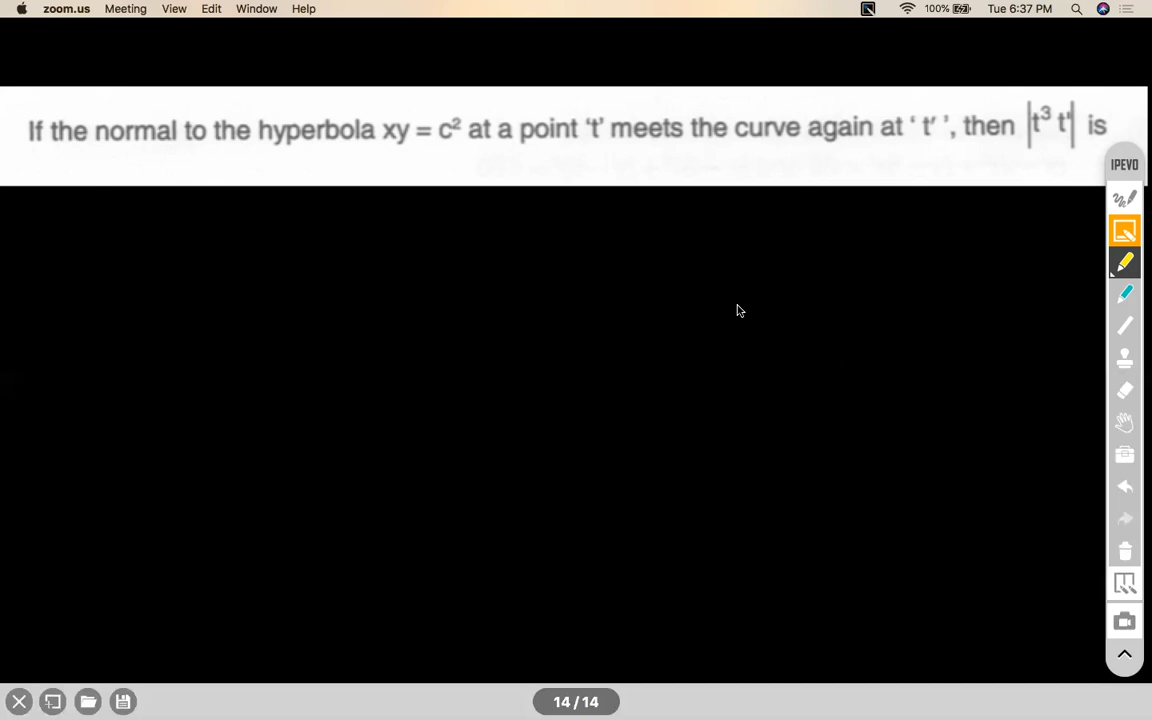 zoom.us Meeting View Edit Window Help 100% Tue 6:37 PM
If the normal to the hyperbola xy = c² at a point ‘t’ meets the curve again at ‘ t′ ’, then |t³ t'| is
IPEVO
14 / 14